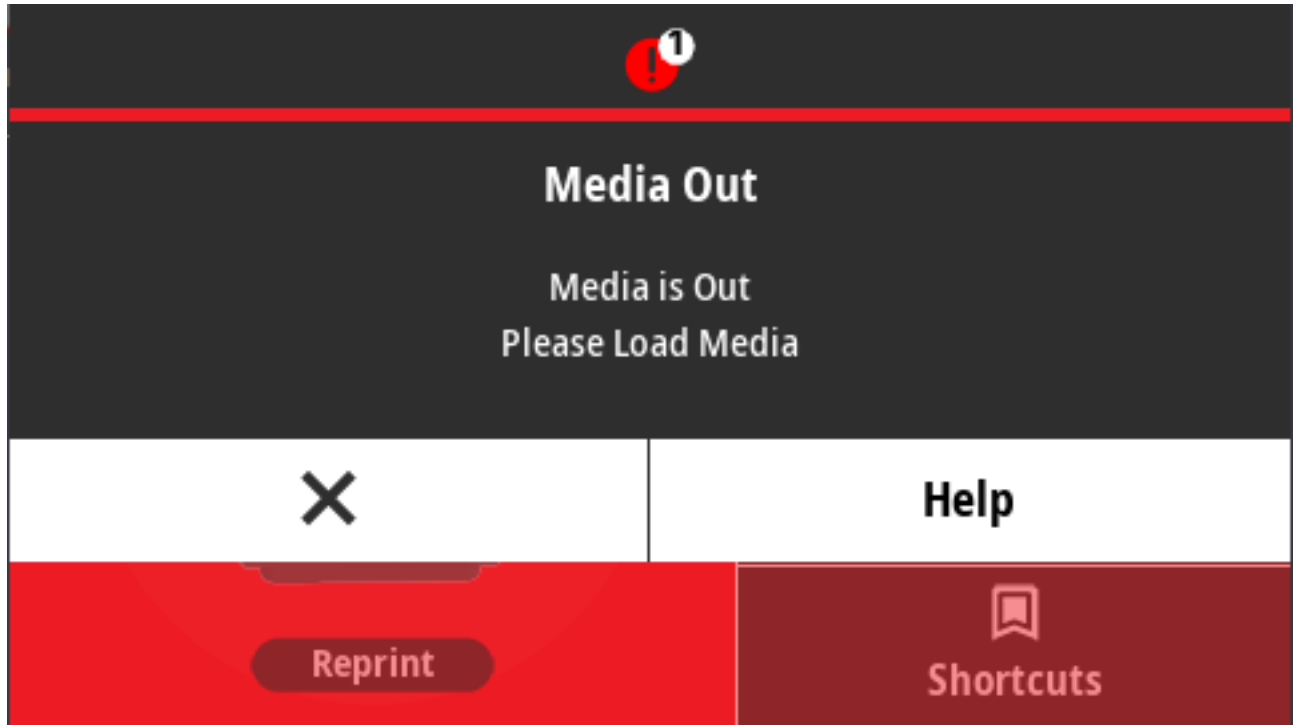 1
Media Out
Media is Out
Please Load Media
Help
Reprint
Shortcuts